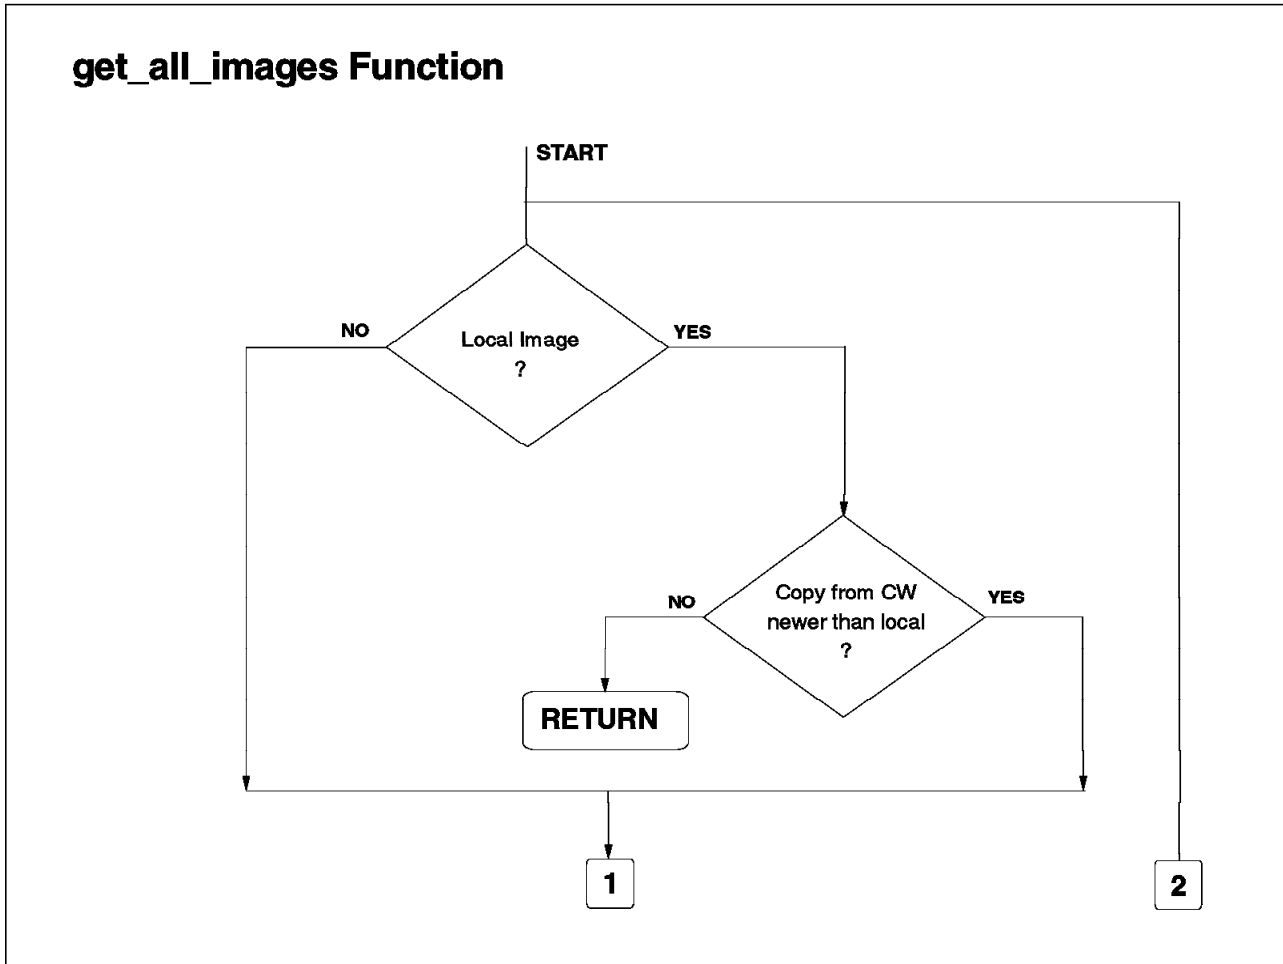 get_all_images Function
START
NO
YES
Local Image
?
NO
YES
Copy from CW
newer than local
?
RETURN
1
2